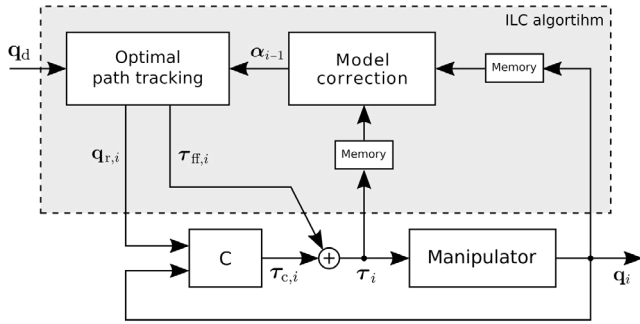 ILC algortihm
q_d
Optimal
path tracking
α_{i−1}
Model
correction
Memory
Memory
q_{r,i}
τ_{ff,i}
C
τ_{c,i}
+
τ_i
Manipulator
q_i